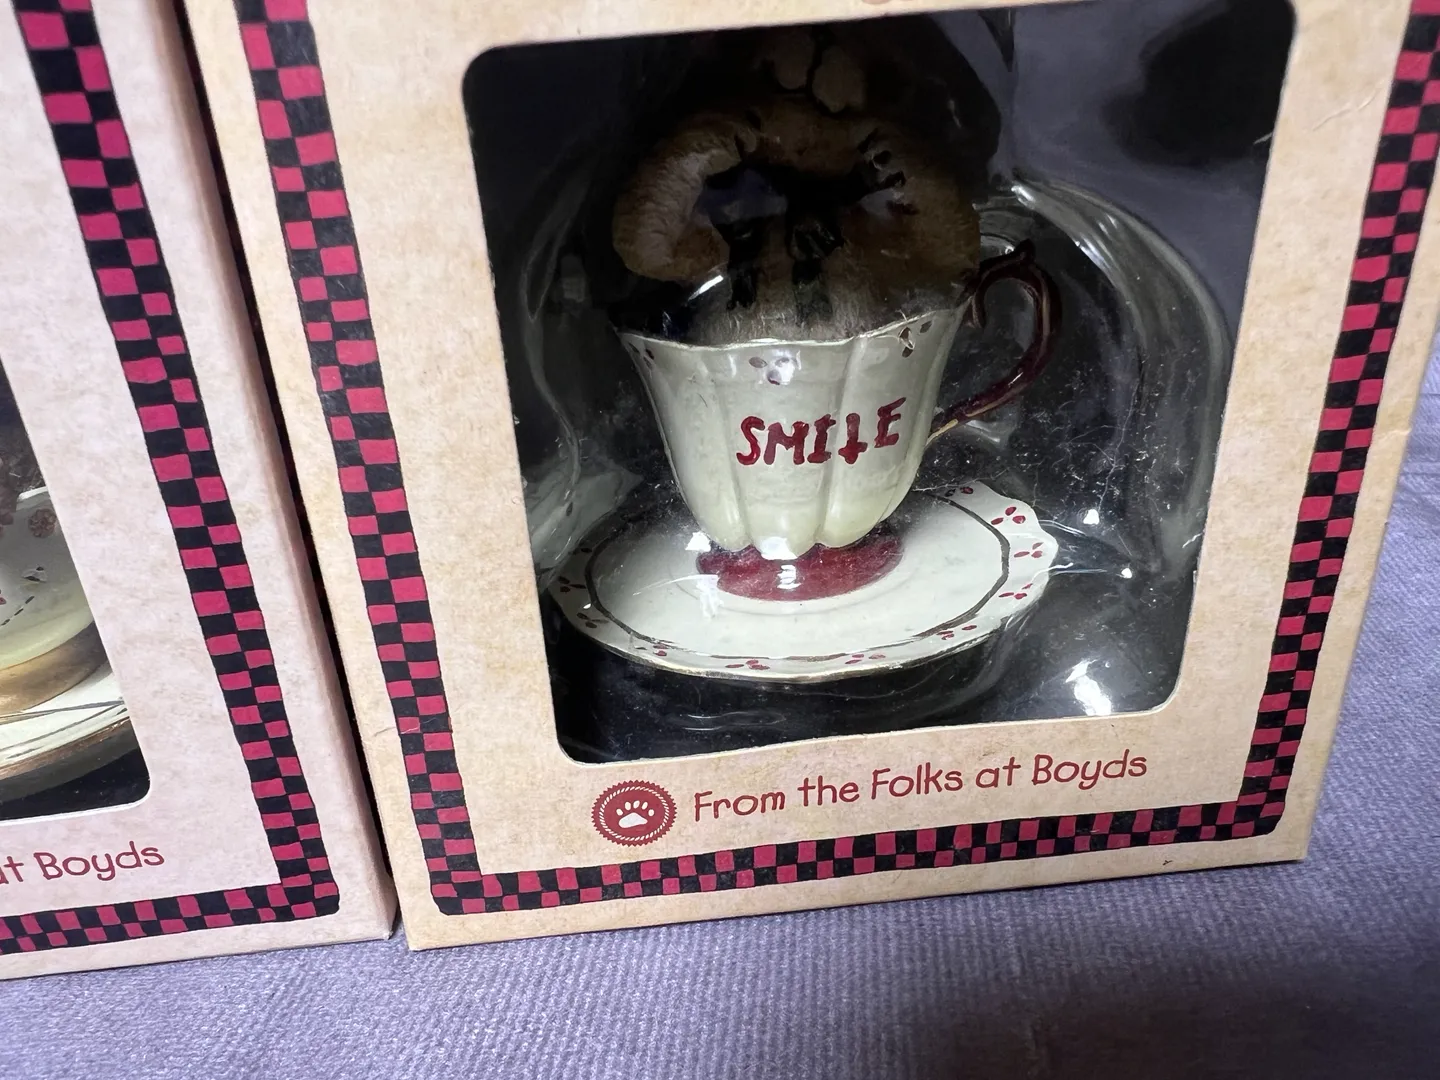 SMILE
From the Folks at Boyds
at Boyds